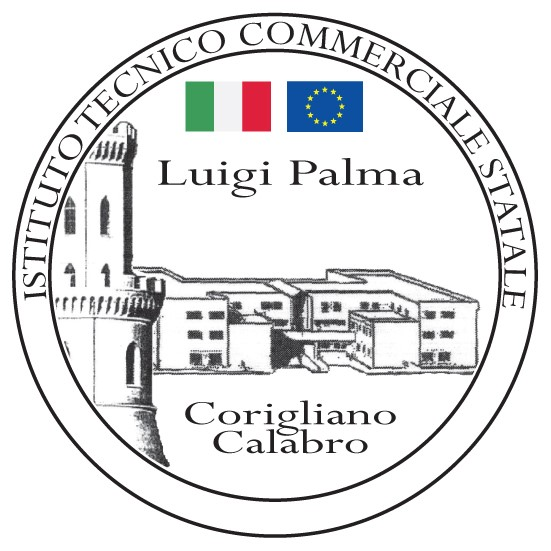 ISTITUTO TECNICO COMMERCIALE STATALE
Luigi Palma
Corigliano
Calabro